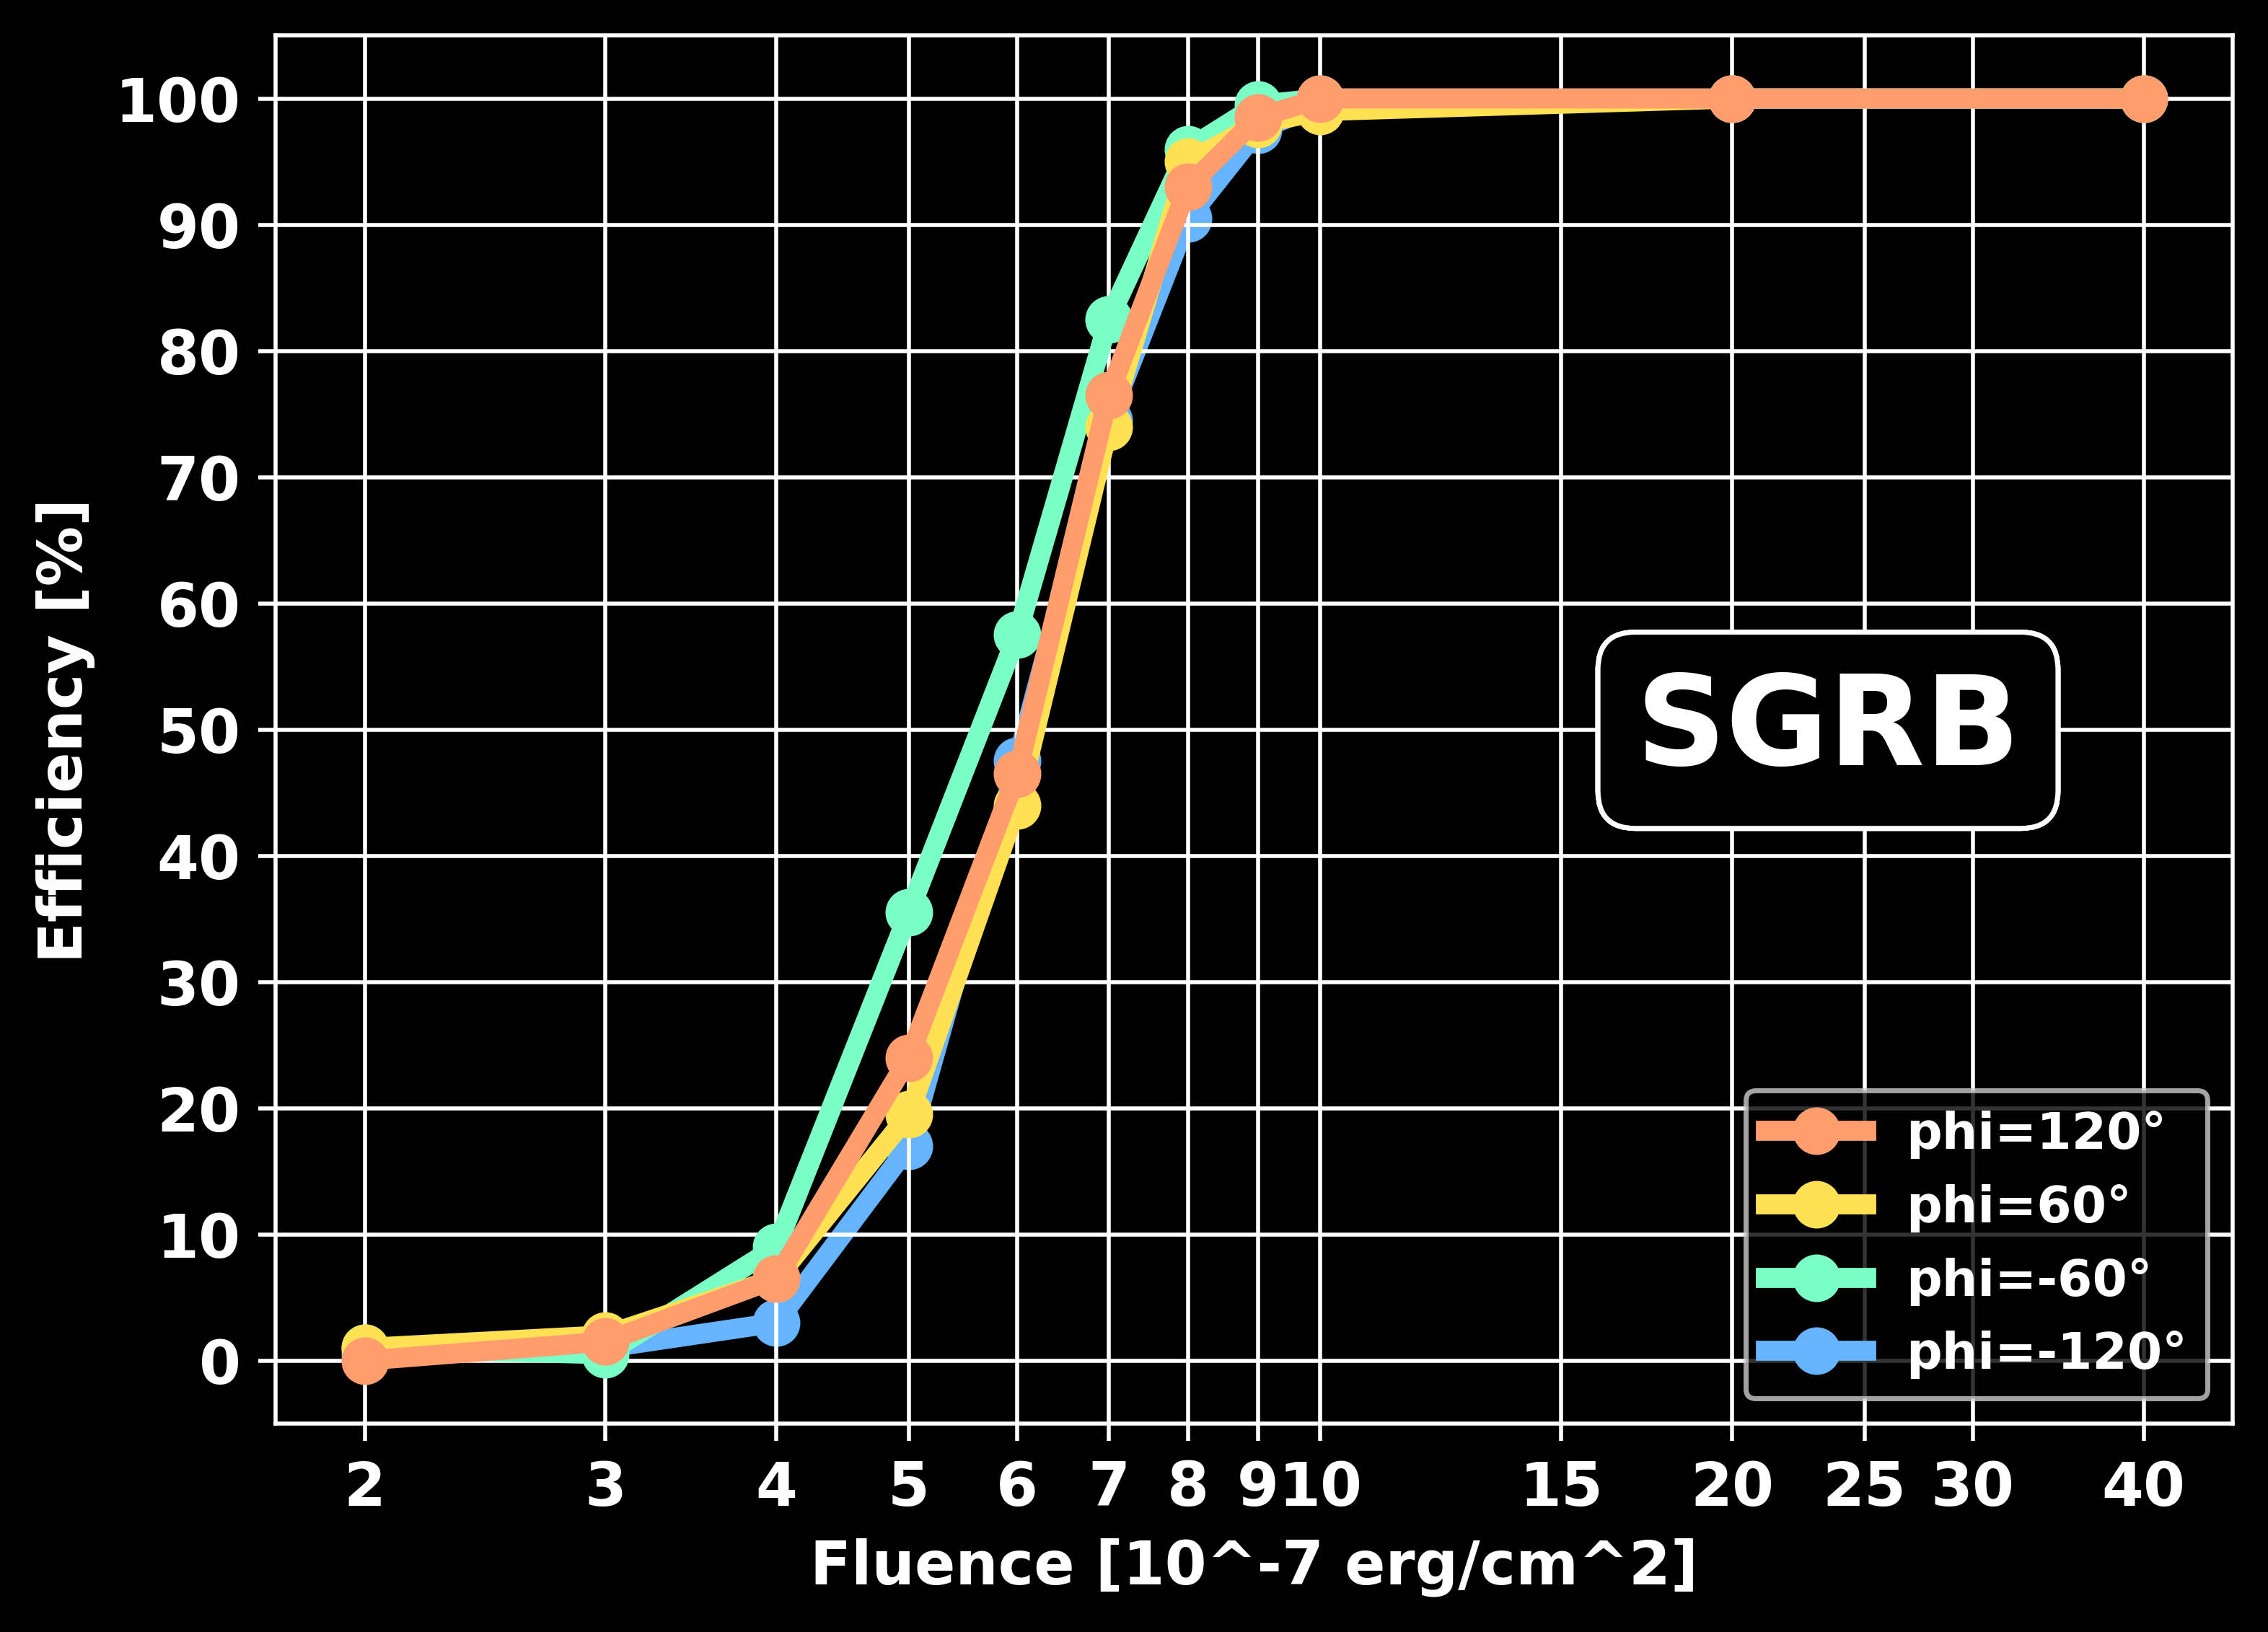 100
90
80
70
60
50
40
30
20
10
0
Efficiency [%]
SGRB
phi=120°
phi=60°
phi=-60°
phi=-120°
2 3 4 5 6 7 8 9 10 15 20 25 30 40
Fluence [10^-7 erg/cm^2]